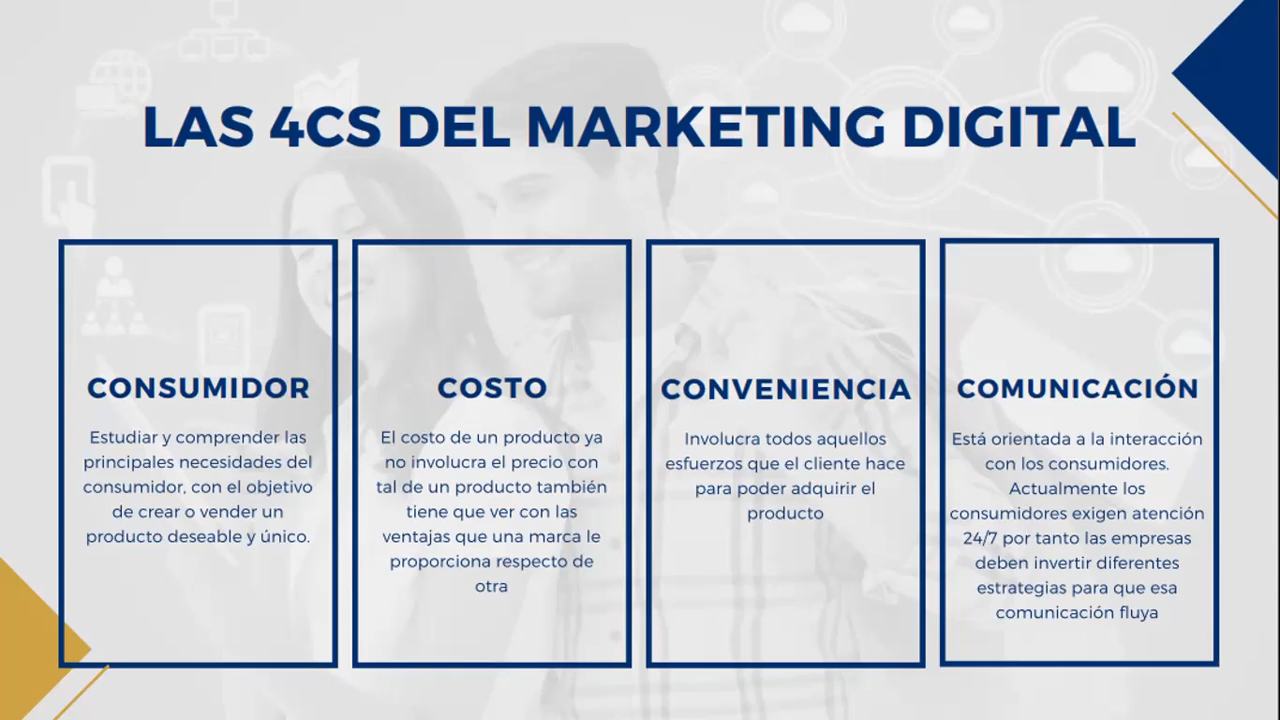 LAS 4CS DEL MARKETING DIGITAL
CONSUMIDOR
Estudiar y comprender las
principales necesidades del
consumidor, con el objetivo
de crear o vender un
producto deseable y único.
COSTO
El costo de un producto ya
no involucra el precio con
tal de un producto también
tiene que ver con las
ventajas que una marca le
proporciona respecto de
otra
CONVENIENCIA
Involucra todos aquellos
esfuerzos que el cliente hace
para poder adquirir el
producto
COMUNICACIÓN
Está orientada a la interacción
con los consumidores.
Actualmente los
consumidores exigen atención
24/7 por tanto las empresas
deben invertir diferentes
estrategias para que esa
comunicación fluya